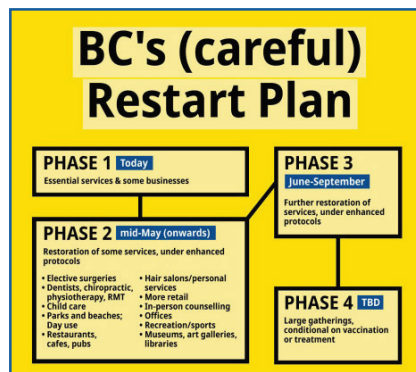 BC's (careful)
Restart Plan
PHASE 1 Today
Essential services & some businesses
PHASE 2 mid-May (onwards)
Restoration of some services, under enhanced
protocols
• Elective surgeries
• Dentists, chiropractic,
physiotherapy, RMT
• Child care
• Parks and beaches;
Day use
• Restaurants,
cafes, pubs
• Hair salons/personal
services
• More retail
• In-person counselling
• Offices
• Recreation/sports
• Museums, art galleries,
libraries
PHASE 3
June-September
Further restoration of
services, under enhanced
protocols
PHASE 4 TBD
Large gatherings,
conditional on vaccination
or treatment